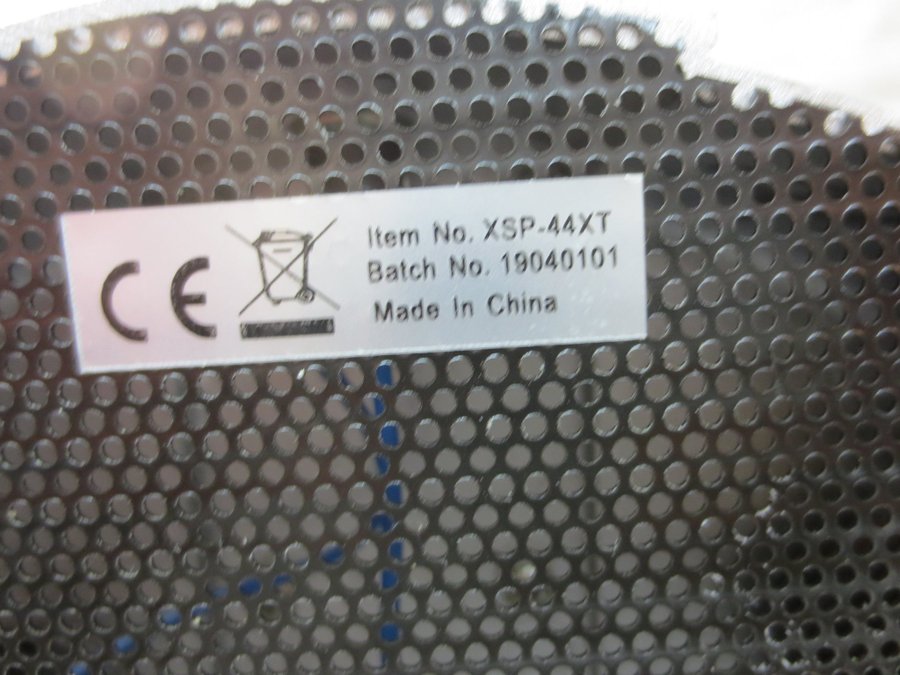 CE
Item No. XSP-44XT
Batch No. 19040101
Made In China